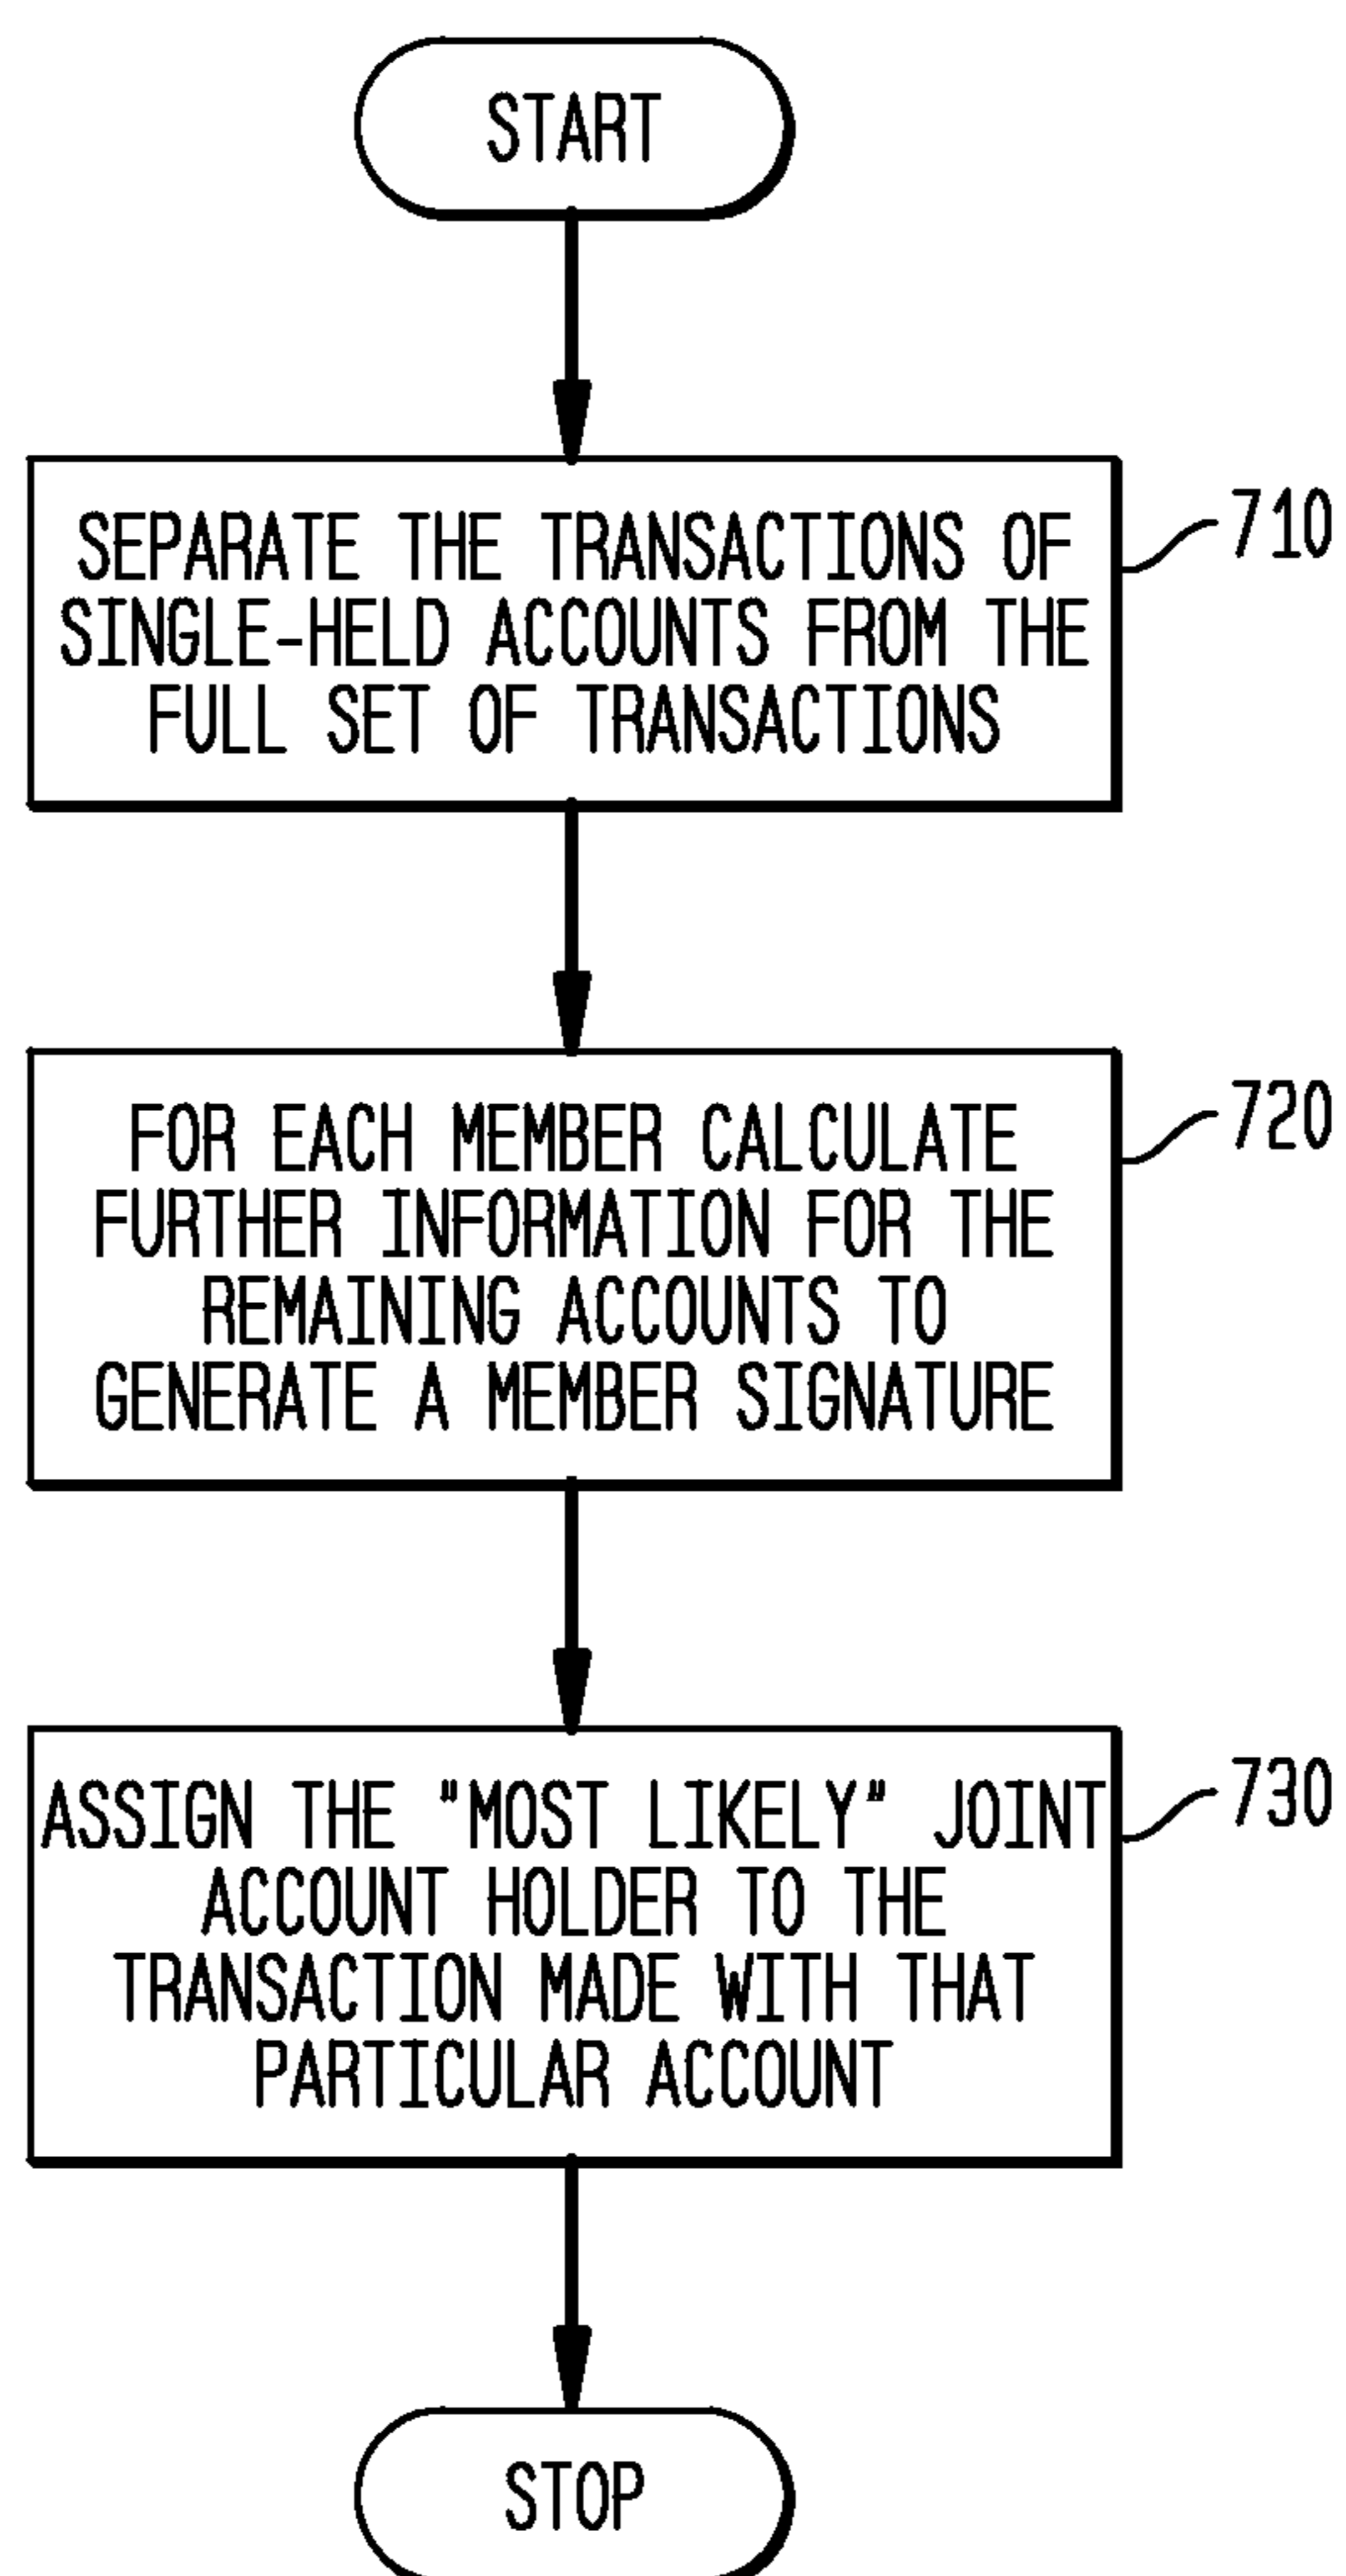 START
SEPARATE THE TRANSACTIONS OF
SINGLE-HELD ACCOUNTS FROM THE
FULL SET OF TRANSACTIONS
710
FOR EACH MEMBER CALCULATE
FURTHER INFORMATION FOR THE
REMAINING ACCOUNTS TO
GENERATE A MEMBER SIGNATURE
720
ASSIGN THE "MOST LIKELY" JOINT
ACCOUNT HOLDER TO THE
TRANSACTION MADE WITH THAT
PARTICULAR ACCOUNT
730
STOP